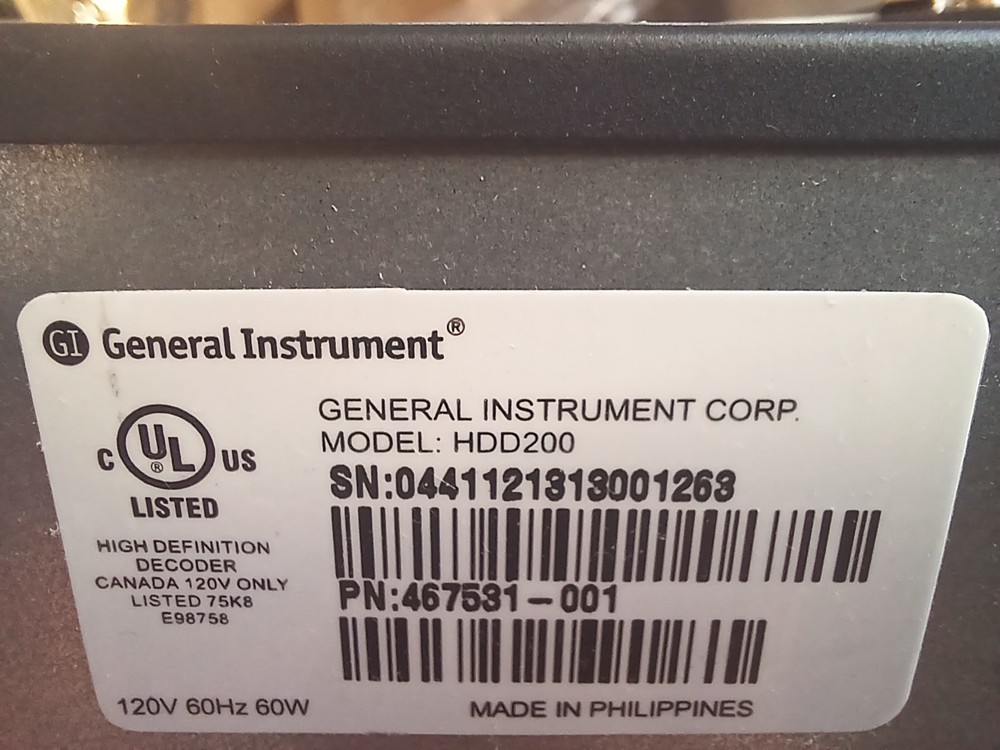 GI General Instrument®
GENERAL INSTRUMENT CORP.
MODEL: HDD200
SN:0441121313001263
PN:467531-001
C UL® US
LISTED
HIGH DEFINITION
DECODER
CANADA 120V ONLY
LISTED 75K8
E98758
120V 60Hz 60W
MADE IN PHILIPPINES